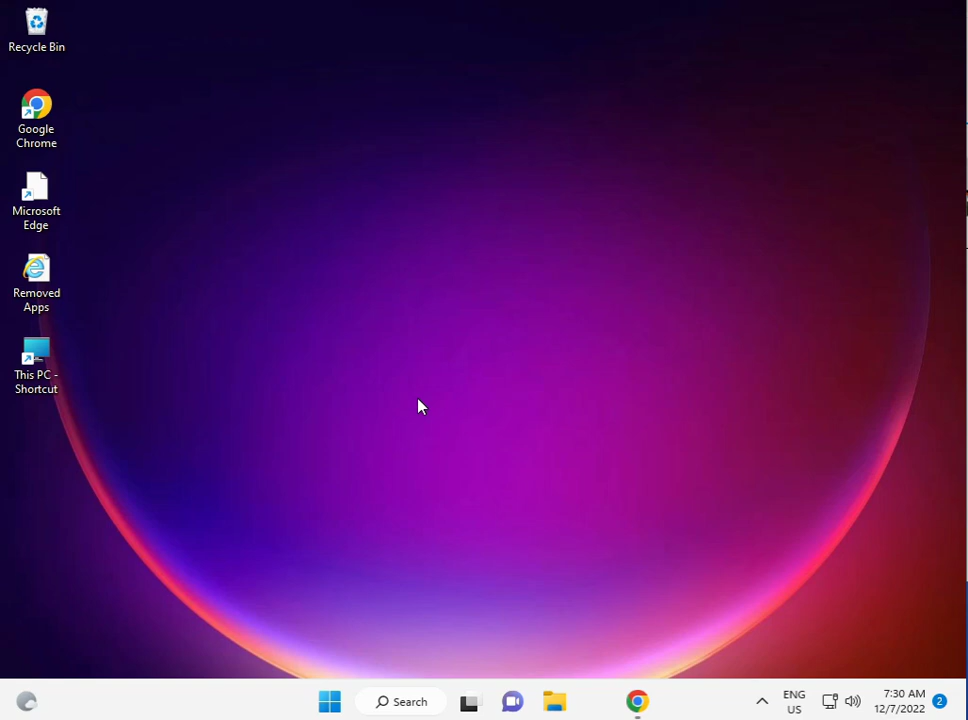 Recycle Bin
Google
Chrome
Microsoft
Edge
Removed
Apps
This PC -
Shortcut
Search
ENG
US
7:30 AM
12/7/2022
2